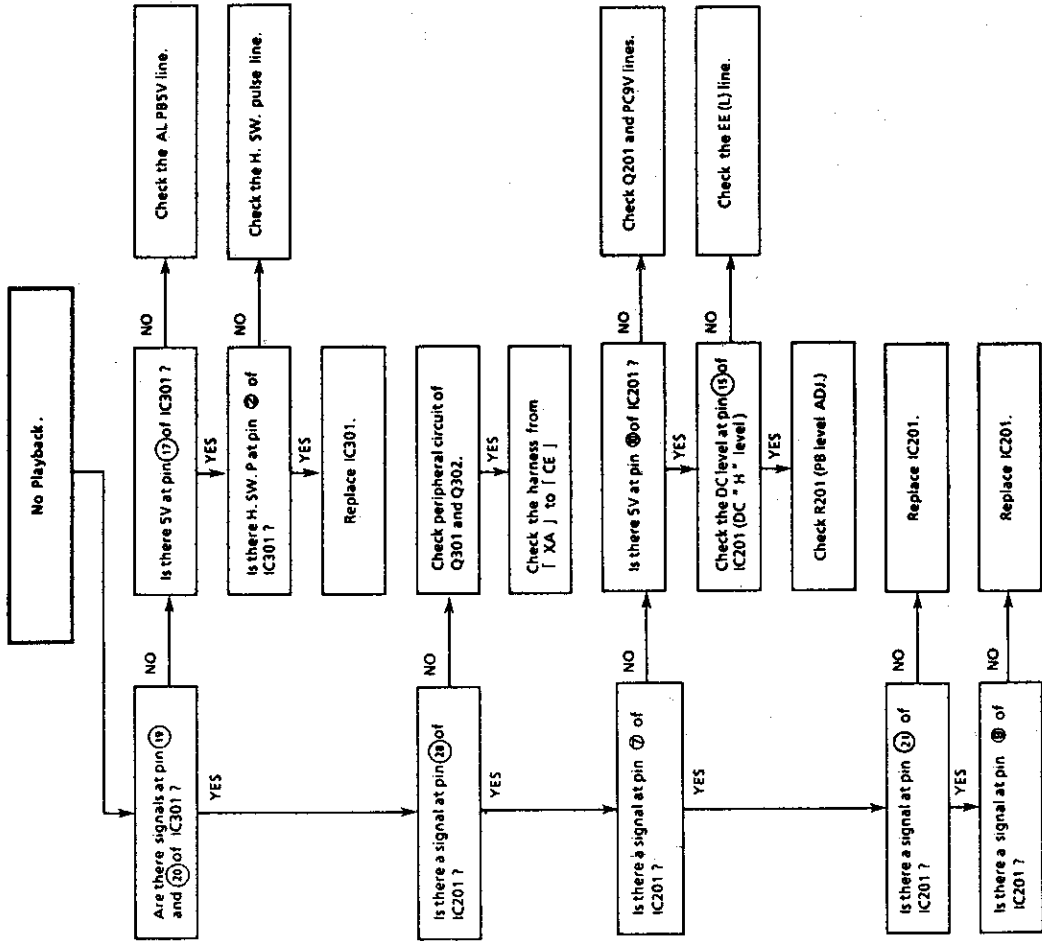 No Playback.
Are there signals at pin 19
and 20 of IC301 ?
NO
Is there 5V at pin 17 of IC301 ?
NO
Check the AL PB5V line.
YES
Is there H. SW. P at pin 2 of
IC301 ?
NO
Check the H. SW. pulse line.
YES
Replace IC301.
YES
Is there a signal at pin 28 of
IC201 ?
NO
Check peripheral circuit of
Q301 and Q302.
YES
Check the harness from
「 XA 」 to 「 CE 」
YES
Is there a signal at pin 7 of
IC201 ?
NO
Is there 5V at pin of IC201 ?
NO
Check Q201 and PC9V lines.
YES
Check the DC level at pin 15 of
IC201 (DC " H " level)
NO
Check the EE (L) line.
YES
Check R201 (PB level ADJ.)
YES
Is there a signal at pin 21 of
IC201 ?
NO
Replace IC201.
YES
Is there a signal at pin of
IC201 ?
NO
Replace IC201.